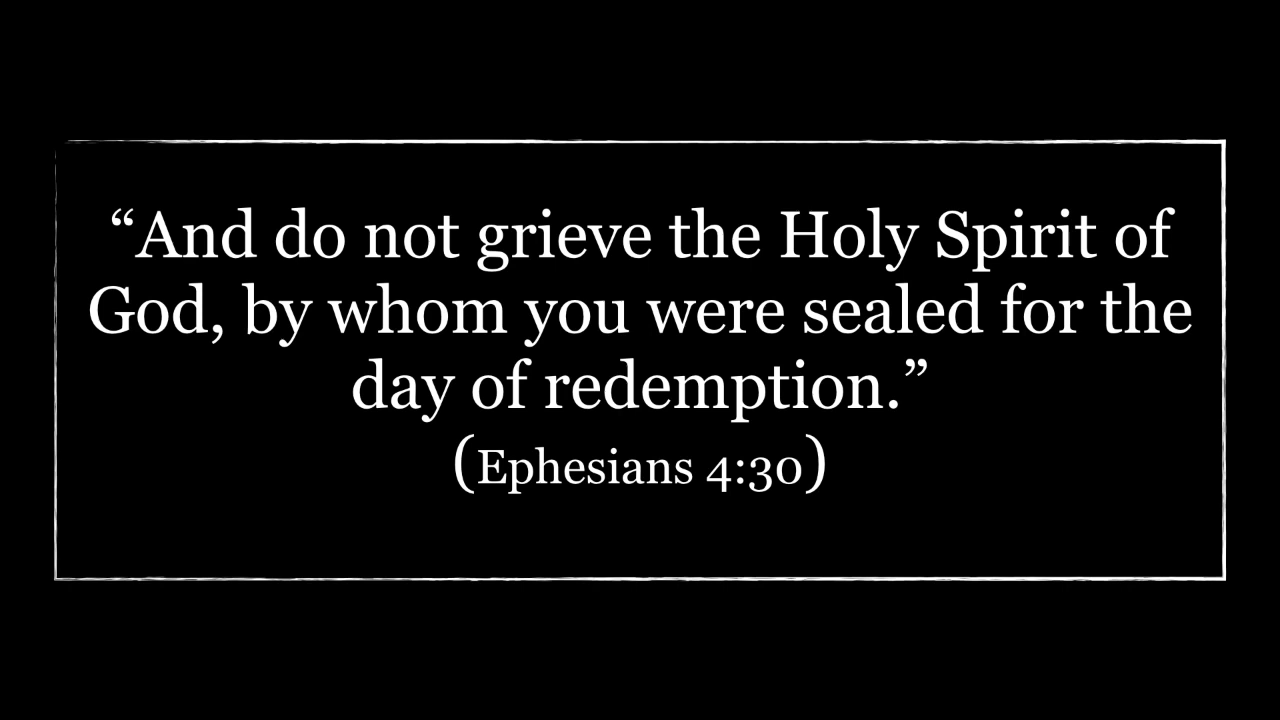 “And do not grieve the Holy Spirit of
God, by whom you were sealed for the
day of redemption.”
(Ephesians 4:30)